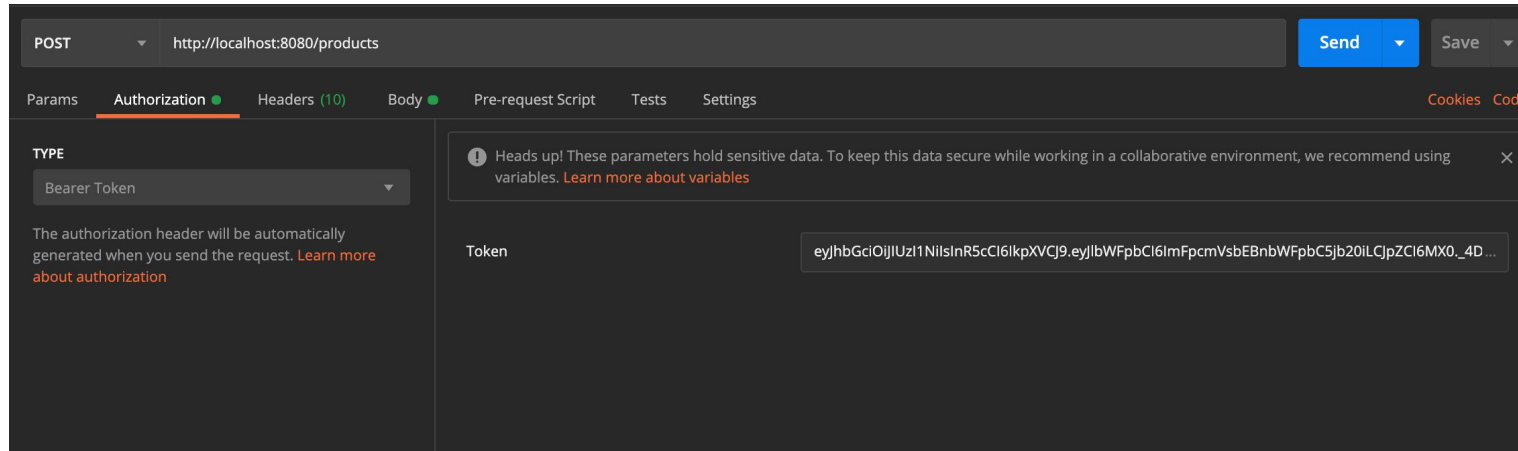 POST http://localhost:8080/products Send Save
Params Authorization Headers (10) Body Pre-request Script Tests Settings Cookies Cod
TYPE
Bearer Token
The authorization header will be automatically
generated when you send the request. Learn more
about authorization
Heads up! These parameters hold sensitive data. To keep this data secure while working in a collaborative environment, we recommend using
variables. Learn more about variables
Token eyJhbGciOiJIUzI1NiIsInR5cCI6IkpXVCJ9.eyJlbWFpbCI6ImFpcmVsbEBnbWFpbC5jb20iLCJpZCI6MX0._4D...